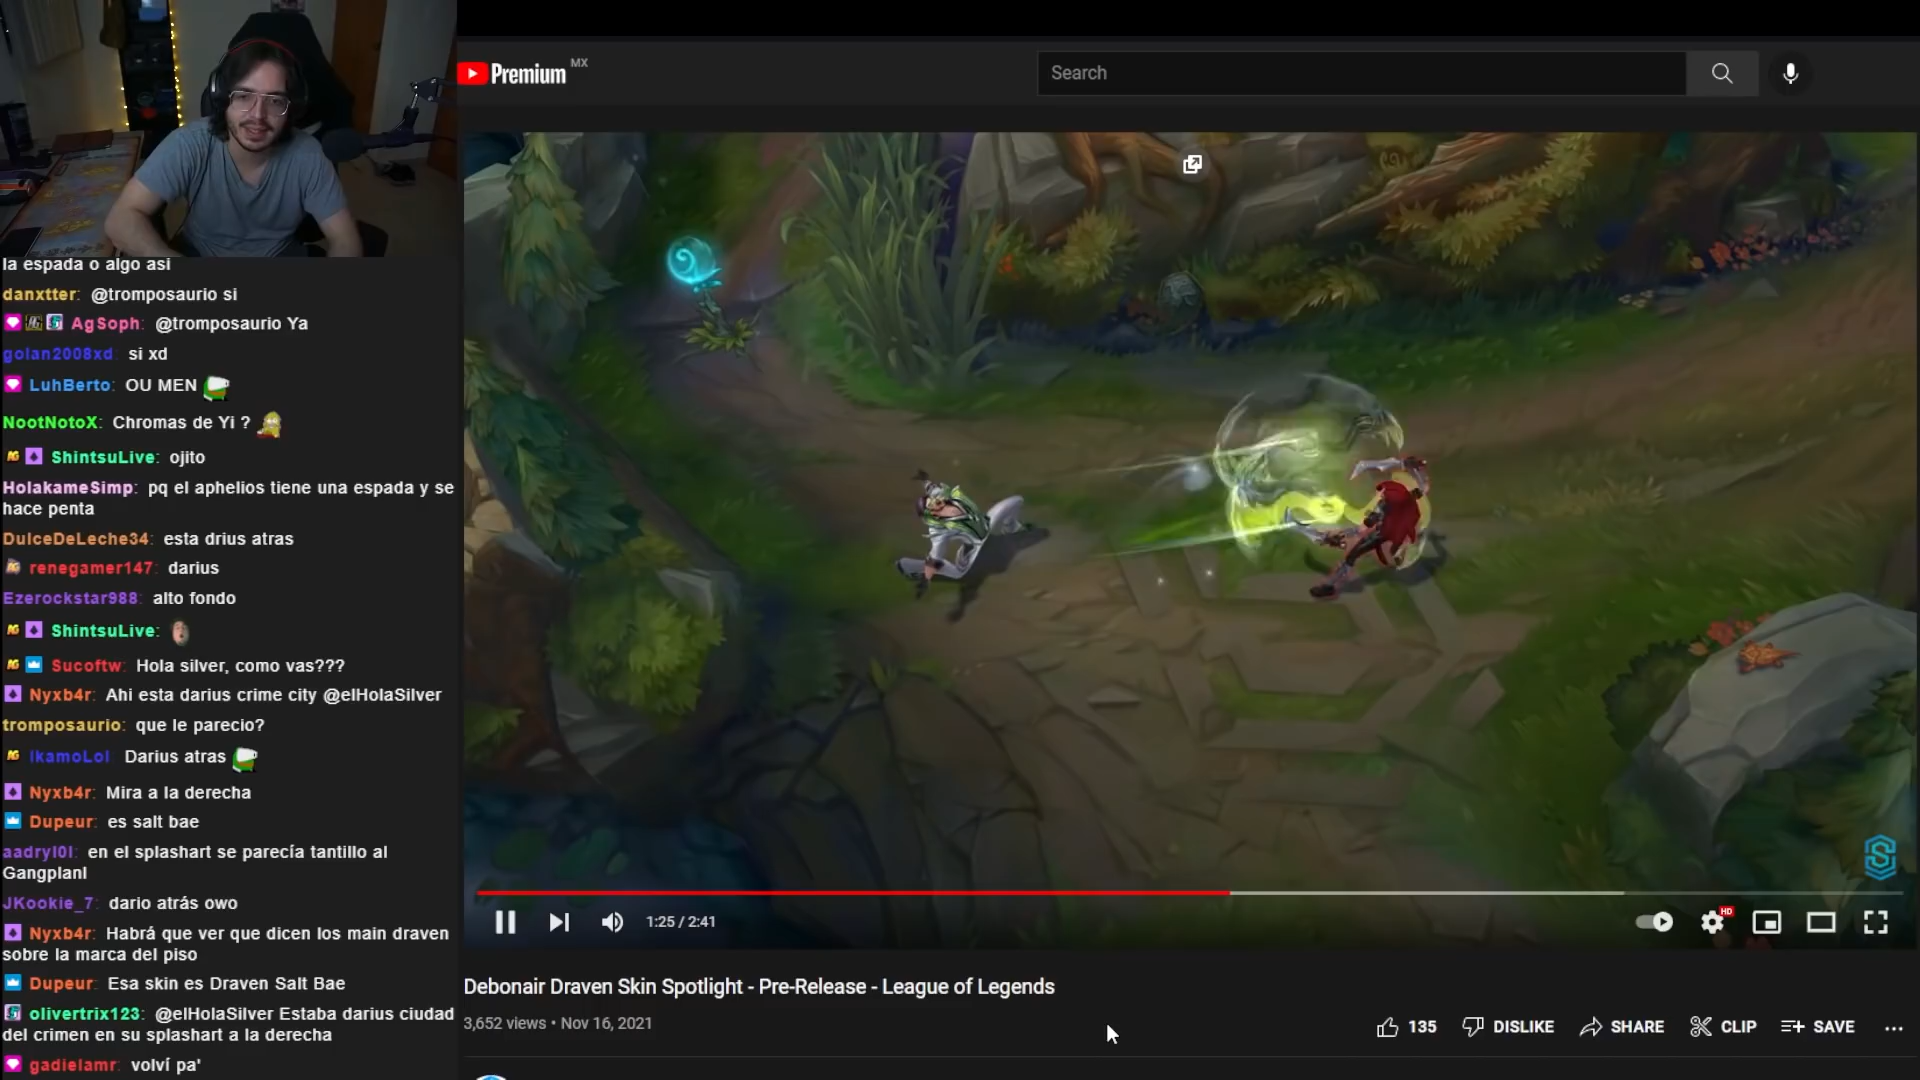 la espada o algo asi
danxtter: @tromposaurio si
AgSoph: @tromposaurio Ya
golan2008xd: si xd
LuhBerto: OU MEN
NootNotoX: Chromas de Yi ?
ShintsuLive: ojito
HolakameSimp: pq el aphelios tiene una espada y se
hace penta
DulceDeLeche34: esta drius atras
renegamer147: darius
Ezerockstar988: alto fondo
ShintsuLive:
Sucoftw: Hola silver, como vas???
Nyxb4r: Ahi esta darius crime city @elHolaSilver
tromposaurio: que le parecio?
IkamoLol: Darius atras
Nyxb4r: Mira a la derecha
Dupeur: es salt bae
aadryl0l: en el splashart se parecía tantillo al
Gangplanl
JKookie_7: dario atrás owo
Nyxb4r: Habrá que ver que dicen los main draven
sobre la marca del piso
Dupeur: Esa skin es Draven Salt Bae
olivertrix123: @elHolaSilver Estaba darius ciudad
del crimen en su splashart a la derecha
gadielamr: volví pa'
Premium MX
Search
1:25 / 2:41
HD
Debonair Draven Skin Spotlight - Pre-Release - League of Legends
3,652 views • Nov 16, 2021
135 DISLIKE SHARE CLIP SAVE